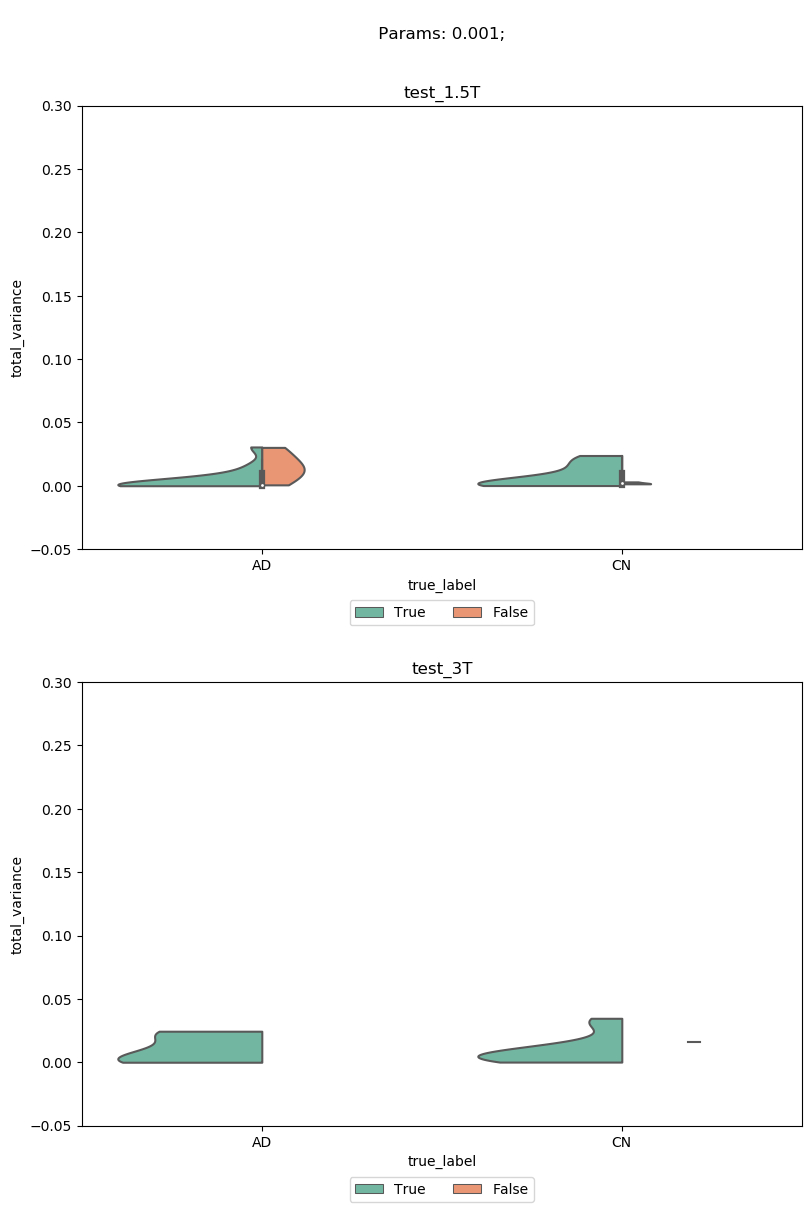 Params: 0.001;
test_1.5T
0.30
0.25
0.20
0.15
0.10
0.05
0.00
−0.05
total_variance
AD CN
true_label
True False
test_3T
0.30
0.25
0.20
0.15
0.10
0.05
0.00
−0.05
total_variance
AD CN
true_label
True False